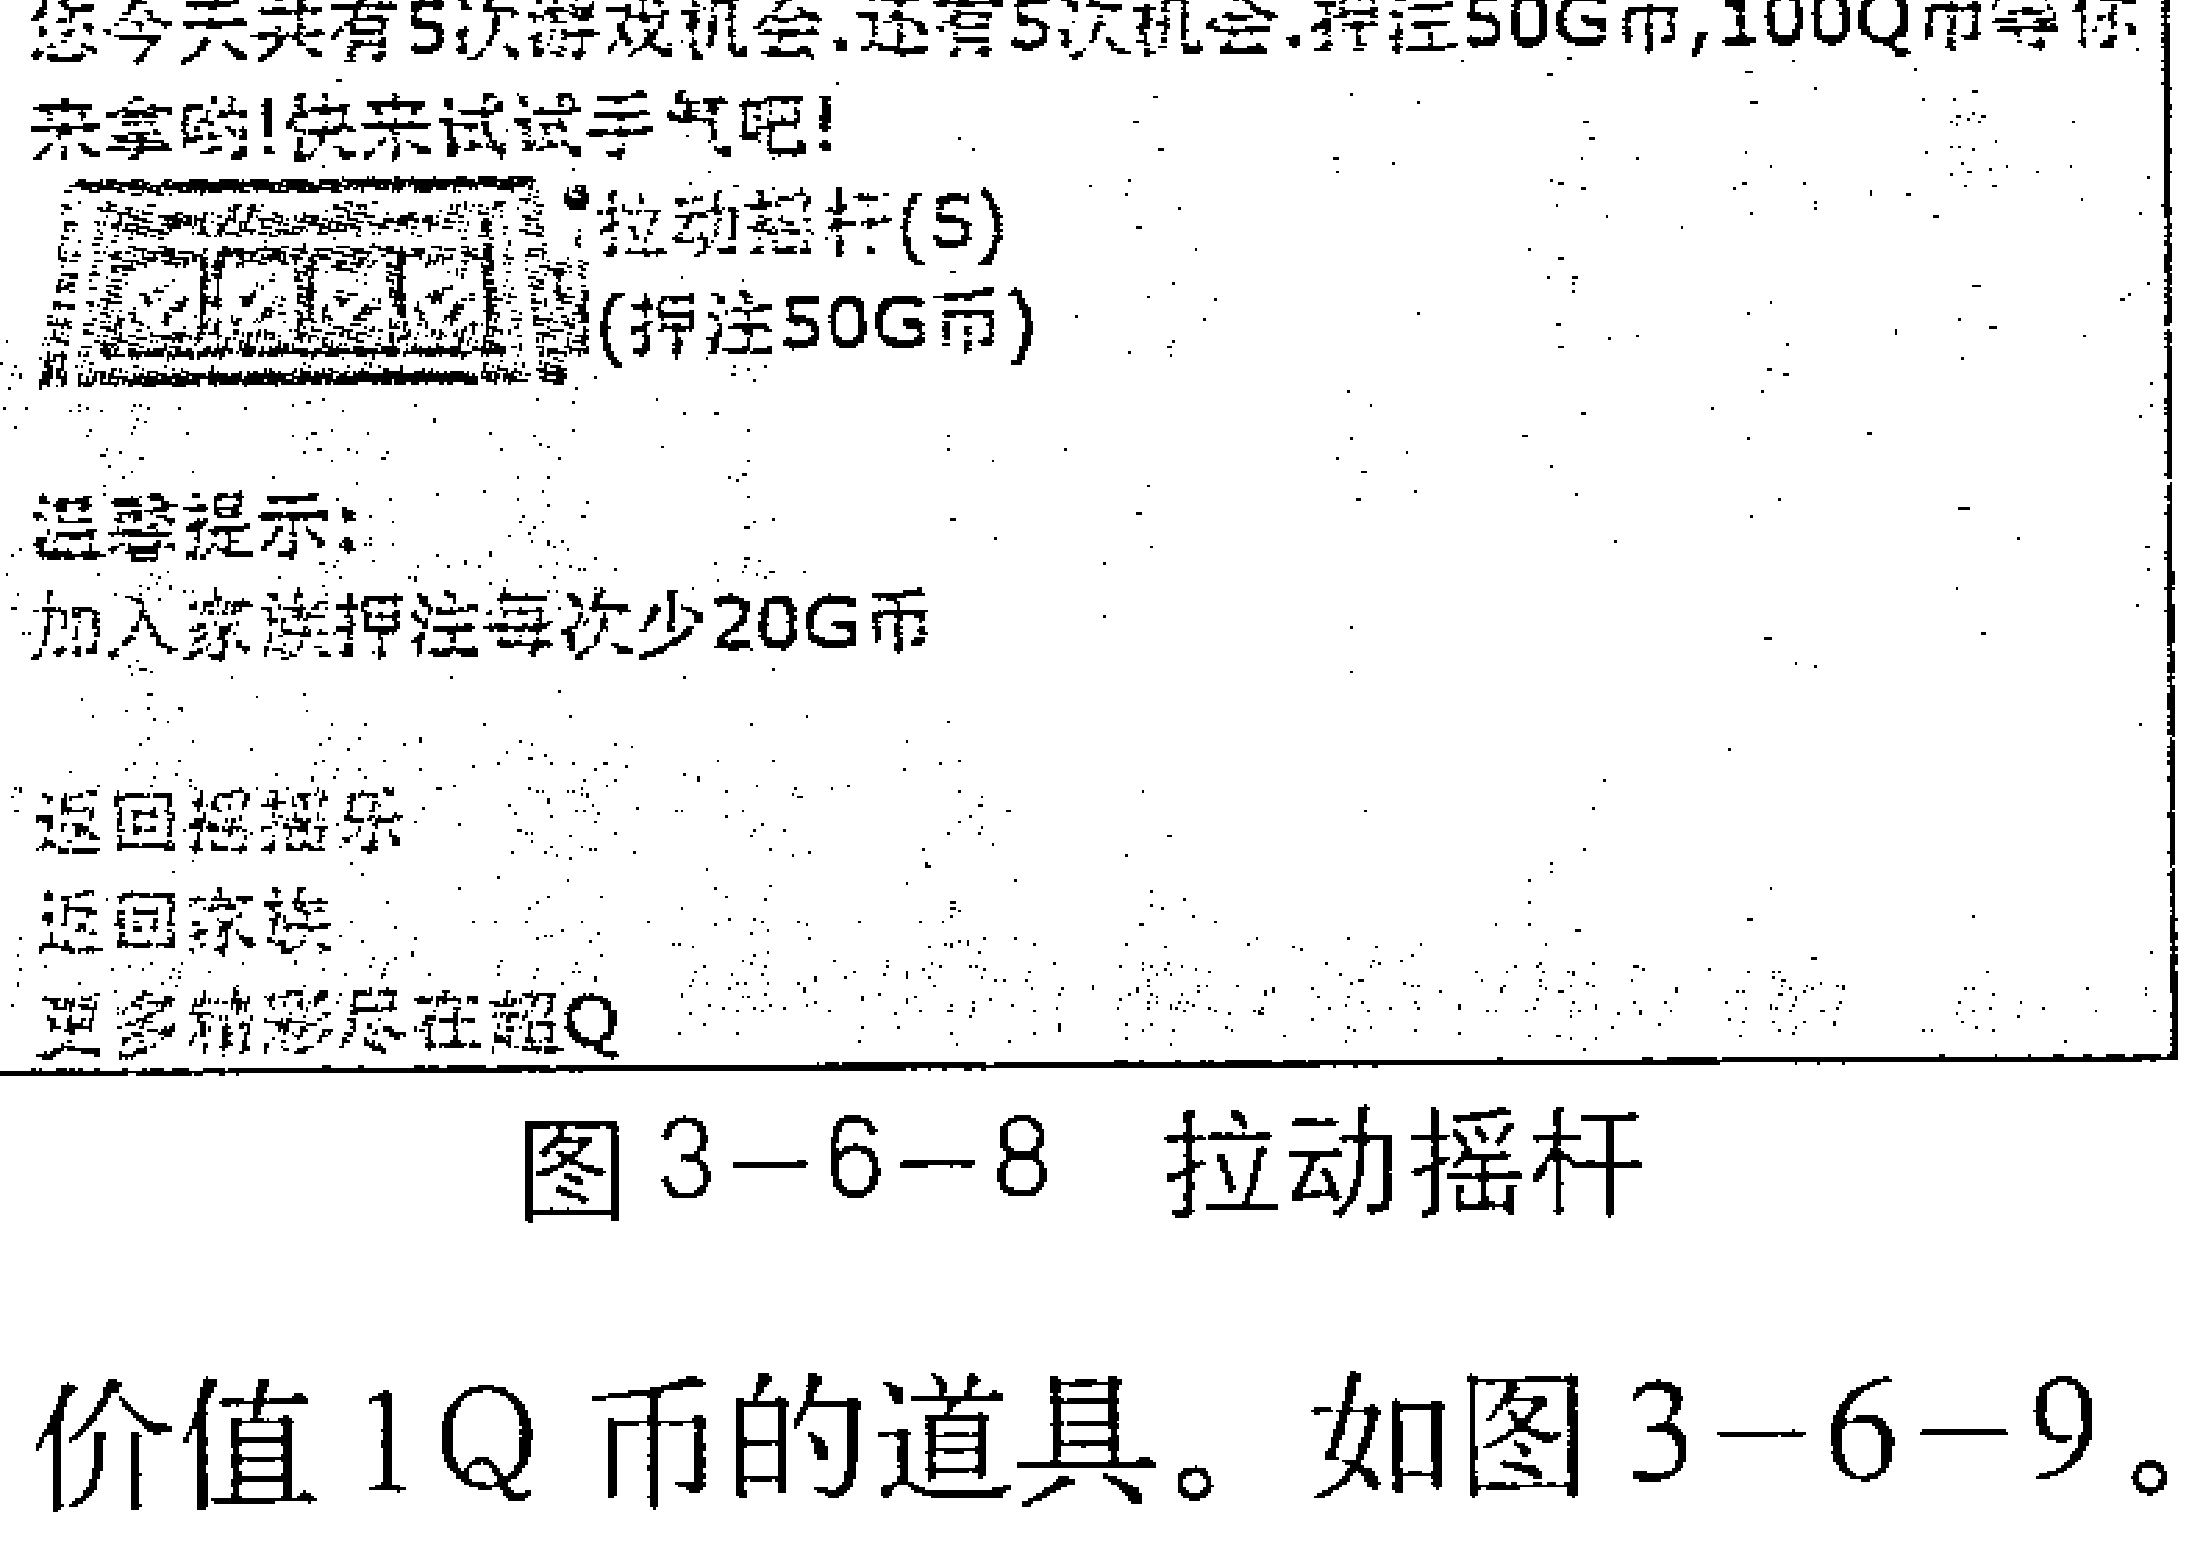 您今天共有5次游戏机会.还有5次机会.押注50G币,100Q币等你
来拿哟!快来试试手气吧!
拉动摇杆(5)
(押注50G币)
温馨提示:
加入家族押注每次少20G币
返回摇摇乐
返回家族
更多精彩尽在超Q
图3-6-8 拉动摇杆
价值1Q币的道具。如图3-6-9。